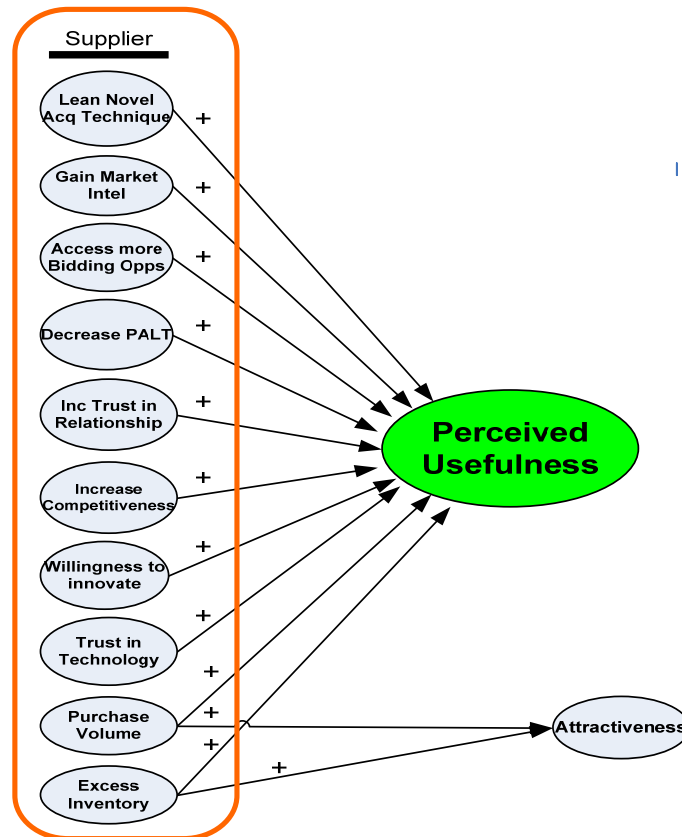 Supplier
Lean Novel
Acq Technique
+
Gain Market
Intel
+
Access more
Bidding Opps
+
Decrease PALT
+
Inc Trust in
Relationship
+
Increase
Competitiveness
+
Willingness to
innovate
+
Trust in
Technology
+
Purchase
Volume
+
+
Excess
Inventory
+
+
Perceived
Usefulness
Attractiveness